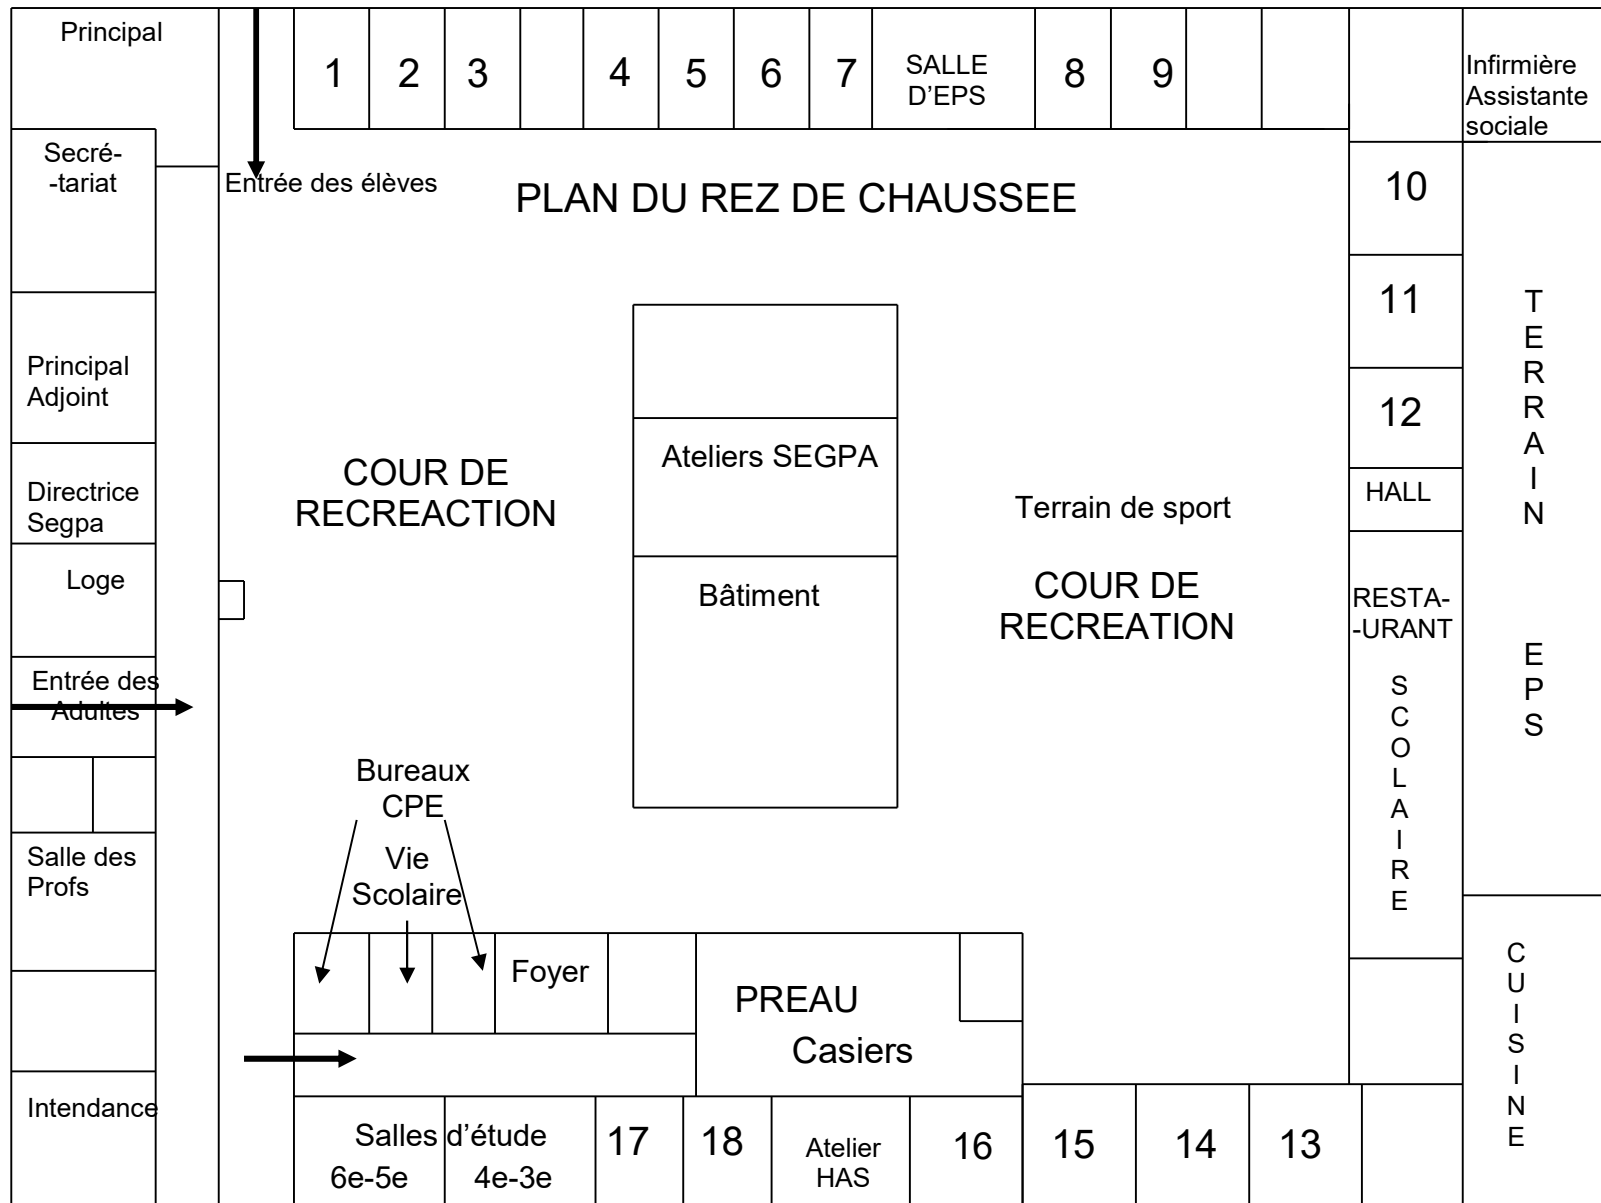 Principal
1
2
3
4
5
6
7
SALLE
D’EPS
8
9
Infirmière
Assistante
sociale
Secré-
-tariat
Entrée des élèves
PLAN DU REZ DE CHAUSSEE
10
11
12
HALL
Principal
Adjoint
Directrice
Segpa
Loge
Entrée des
Adultes
COUR DE
RECREACTION
Ateliers SEGPA
Bâtiment
Terrain de sport
COUR DE
RECREATION
RESTA-
-URANT
S
C
O
L
A
I
R
E
T
E
R
R
A
I
N
E
P
S
Bureaux
CPE
Vie
Scolaire
Salle des
Profs
Foyer
PREAU
Casiers
C
U
I
S
I
N
E
Intendance
Salles d’étude
6e-5e
4e-3e
17
18
Atelier
HAS
16
15
14
13